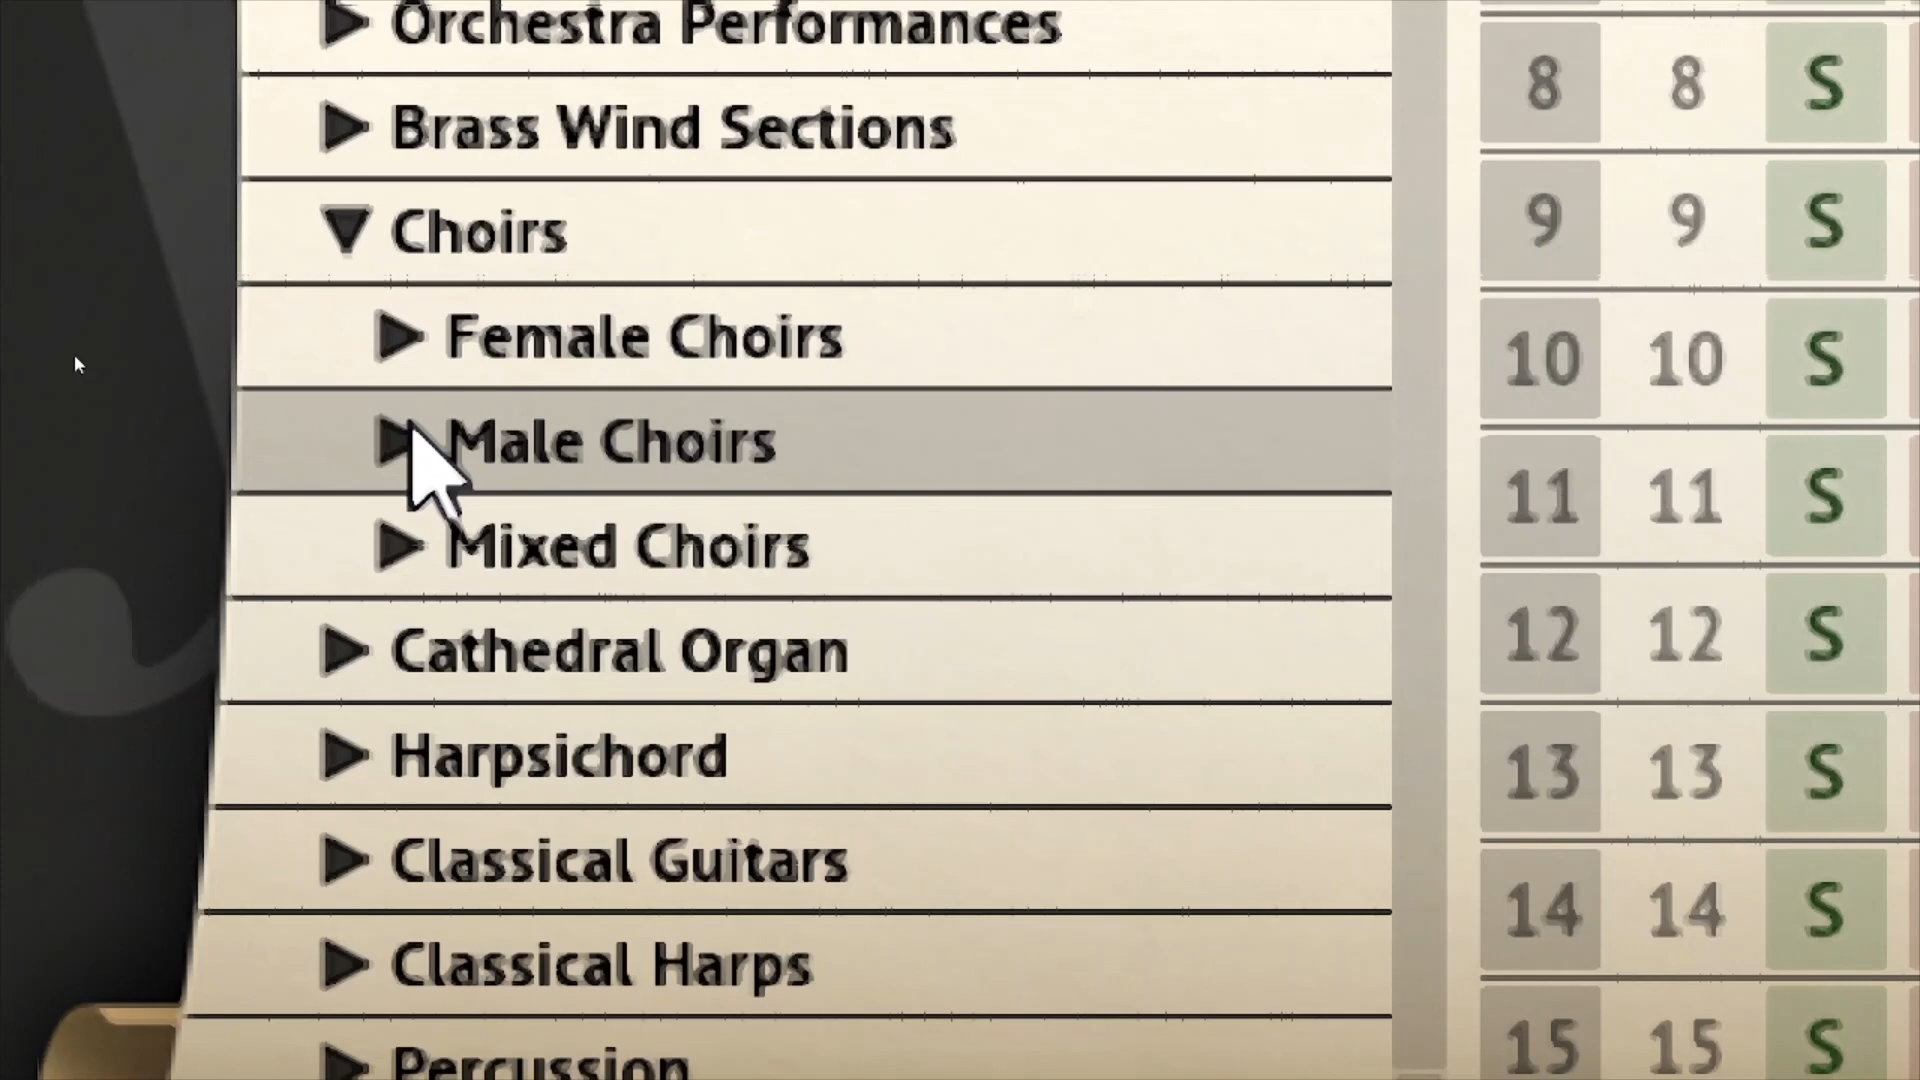 Orchestra Performances
Brass Wind Sections
Choirs
Female Choirs
Male Choirs
Mixed Choirs
Cathedral Organ
Harpsichord
Classical Guitars
Classical Harps
Percussion
8 8 S
9 9 S
10 10 S
11 11 S
12 12 S
13 13 S
14 14 S
15 15 S